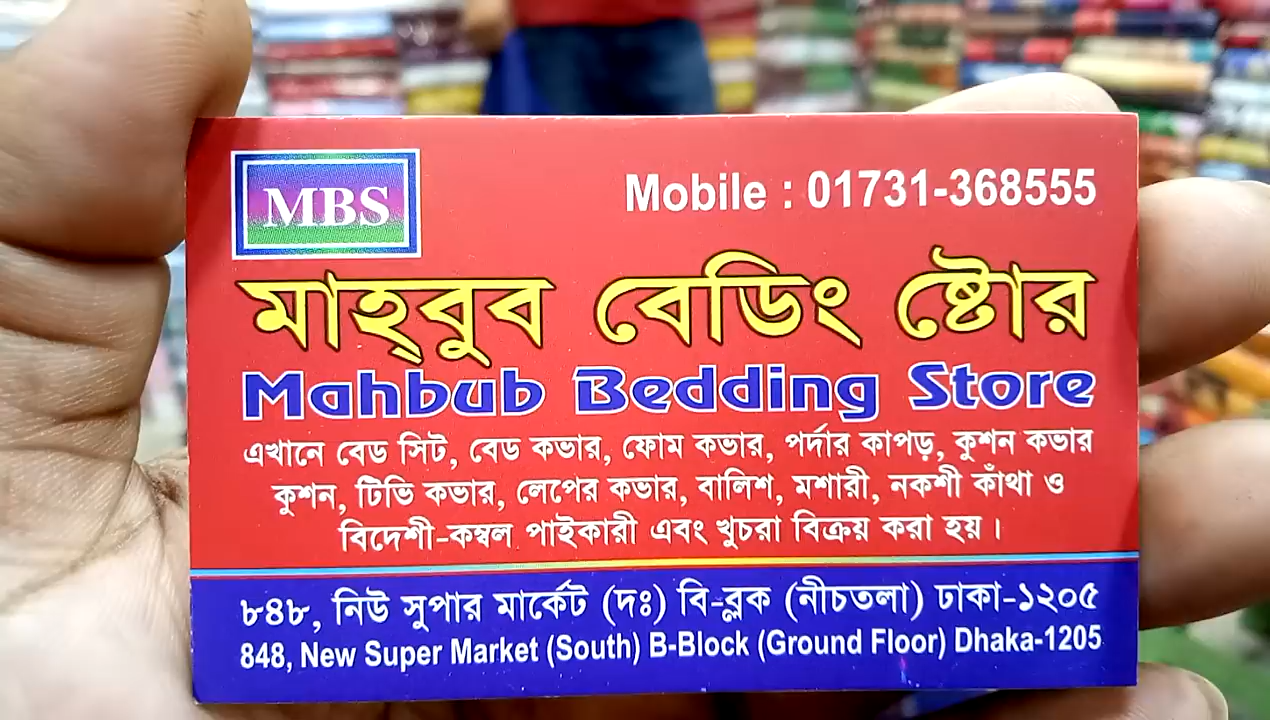 MBS
Mobile : 01731-368555
মাহ্বুব বেডিং ষ্টোর
Mahbub Bedding Store
এখানে বেড সিট, বেড কভার, ফোম কভার, পর্দার কাপড়, কুশন কভার
কুশন, টিভি কভার, লেপের কভার, বালিশ, মশারী, নকশী কাঁথা ও
বিদেশী-কম্বল পাইকারী এবং খুচরা বিক্রয় করা হয়।
৮৪৮, নিউ সুপার মার্কেট (দঃ) বি-ব্লক (নীচতলা) ঢাকা-১২০৫
848, New Super Market (South) B-Block (Ground Floor) Dhaka-1205